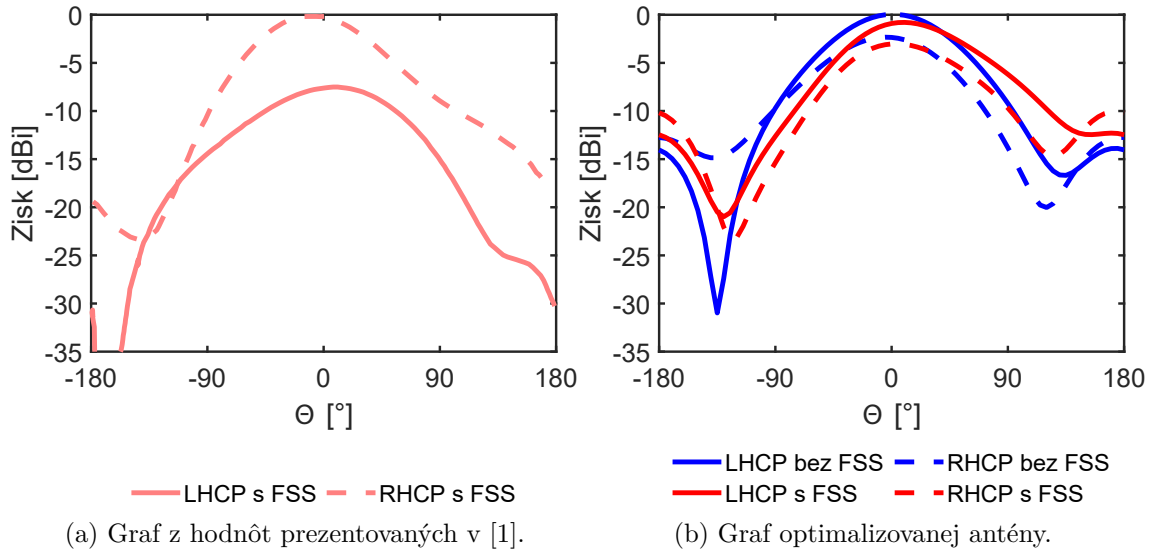 0
-5
-10
-15
-20
-25
-30
-35
Zisk [dBi]
-180 -90 0 90 180
Θ [°]
LHCP s FSS RHCP s FSS
(a) Graf z hodnôt prezentovaných v [1].
0
-5
-10
-15
-20
-25
-30
-35
Zisk [dBi]
-180 -90 0 90 180
Θ [°]
LHCP bez FSS RHCP bez FSS
LHCP s FSS RHCP s FSS
(b) Graf optimalizovanej antény.